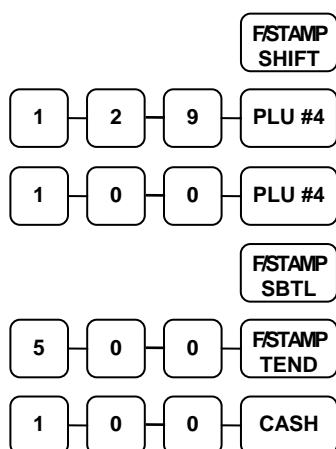 F/STAMP
SHIFT
1 2 9 PLU #4
1 0 0 PLU #4
F/STAMP
SBTL
5 0 0 F/STAMP
TEND
1 0 0 CASH